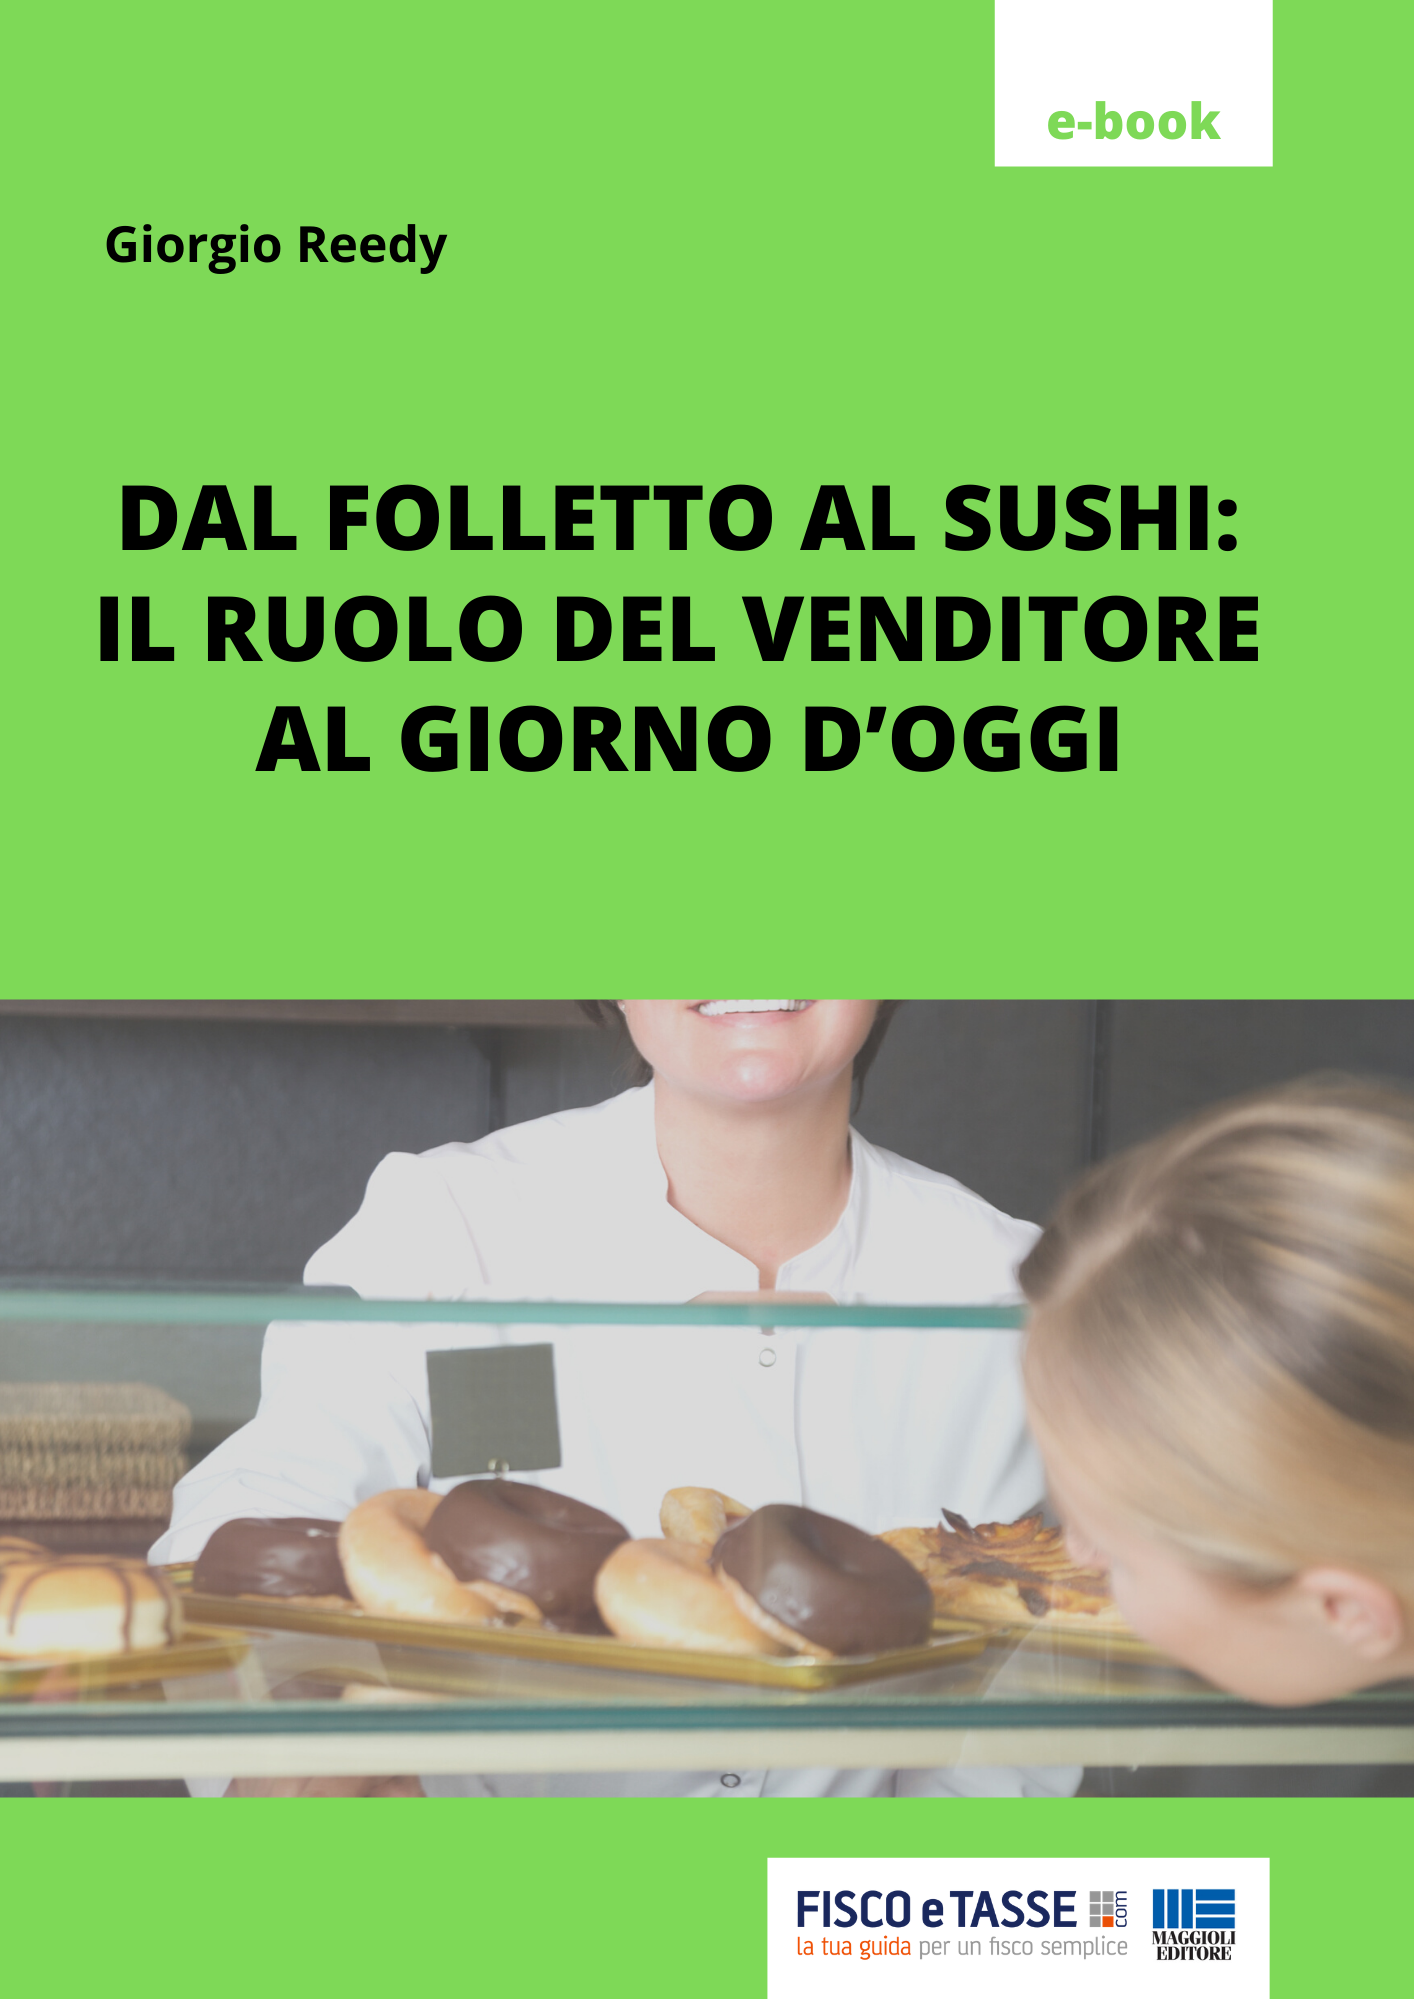 e-book
Giorgio Reedy
DAL FOLLETTO AL SUSHI:
IL RUOLO DEL VENDITORE
AL GIORNO D’OGGI
FISCO e TASSE .com
la tua guida per un fisco semplice
MAGGIOLI
EDITORE